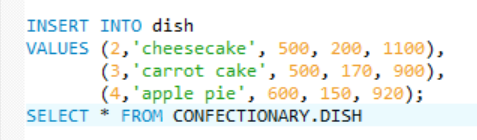 INSERT INTO dish
VALUES (2,'cheesecake', 500, 200, 1100),
(3,'carrot cake', 500, 170, 900),
(4,'apple pie', 600, 150, 920);
SELECT * FROM CONFECTIONARY.DISH